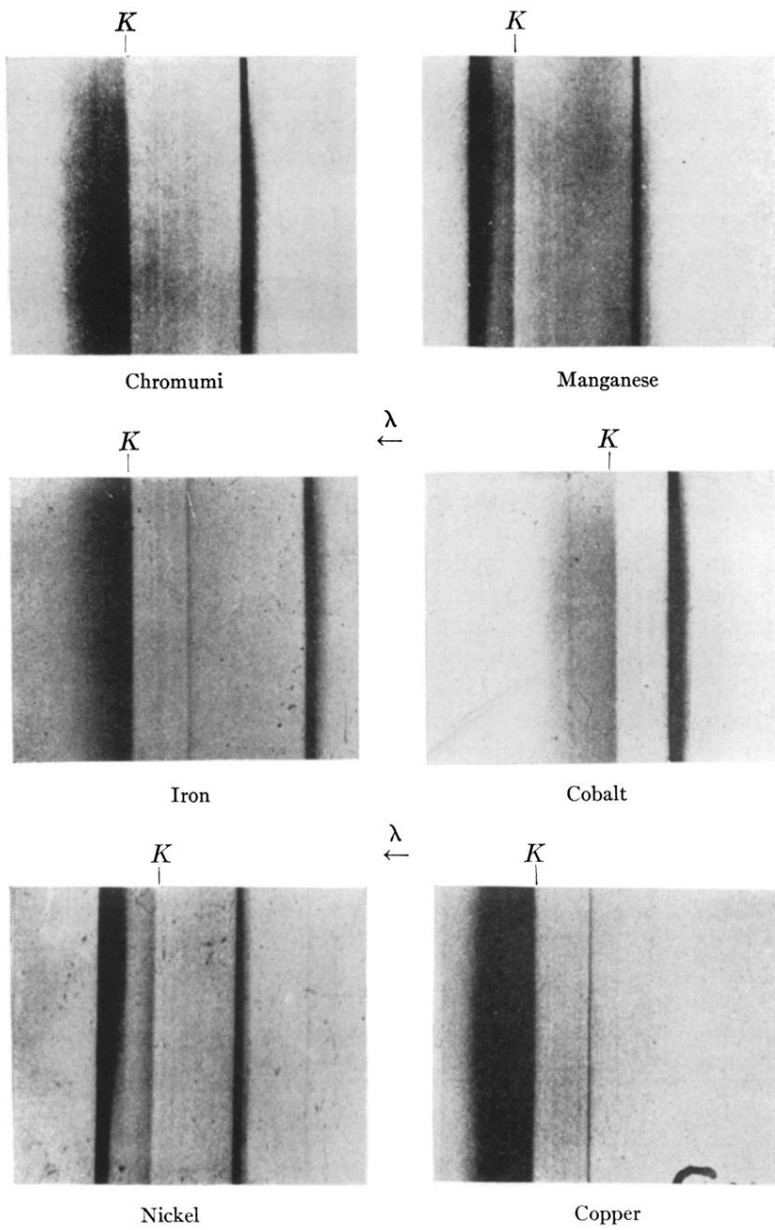 K K
Chromumi Manganese
λ
←
K K
Iron Cobalt
λ
←
K K
Nickel Copper